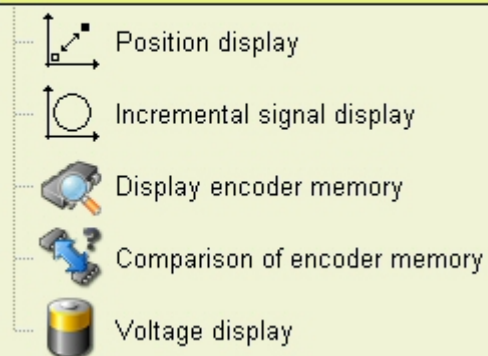 Position display
Incremental signal display
Display encoder memory
Comparison of encoder memory
Voltage display